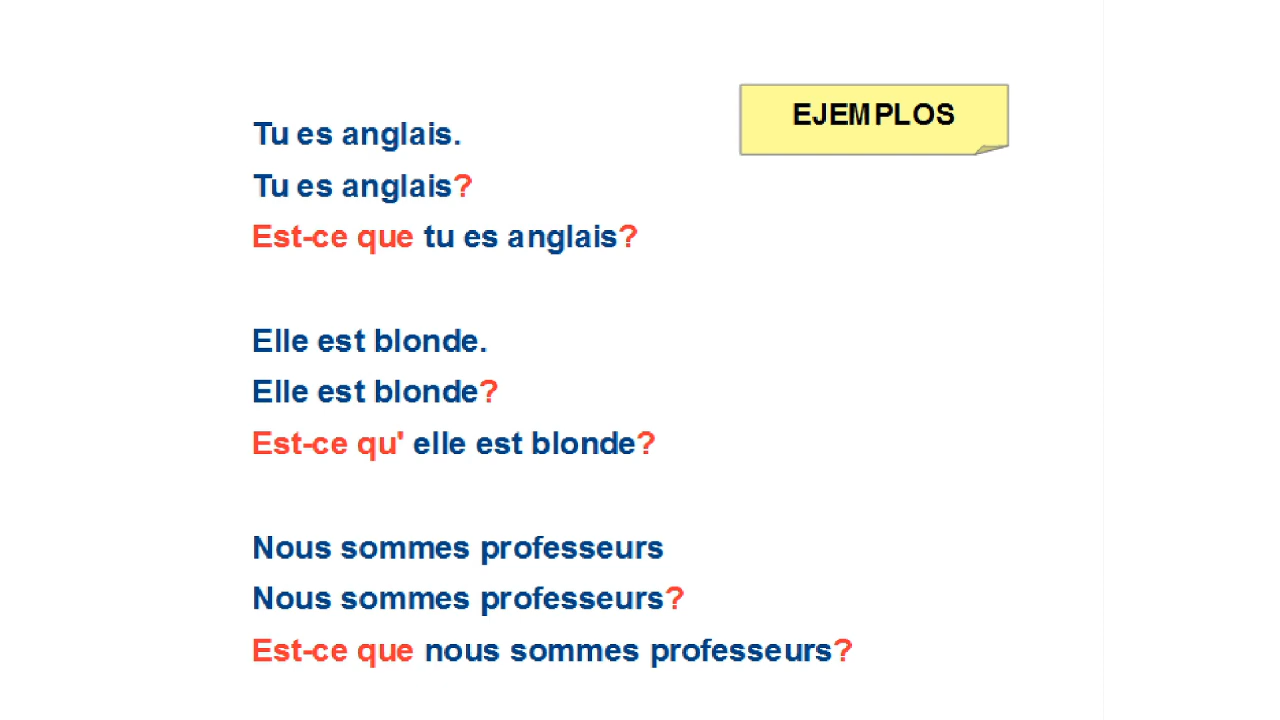 EJEMPLOS
Tu es anglais.
Tu es anglais?
Est-ce que tu es anglais?
Elle est blonde.
Elle est blonde?
Est-ce qu' elle est blonde?
Nous sommes professeurs
Nous sommes professeurs?
Est-ce que nous sommes professeurs?